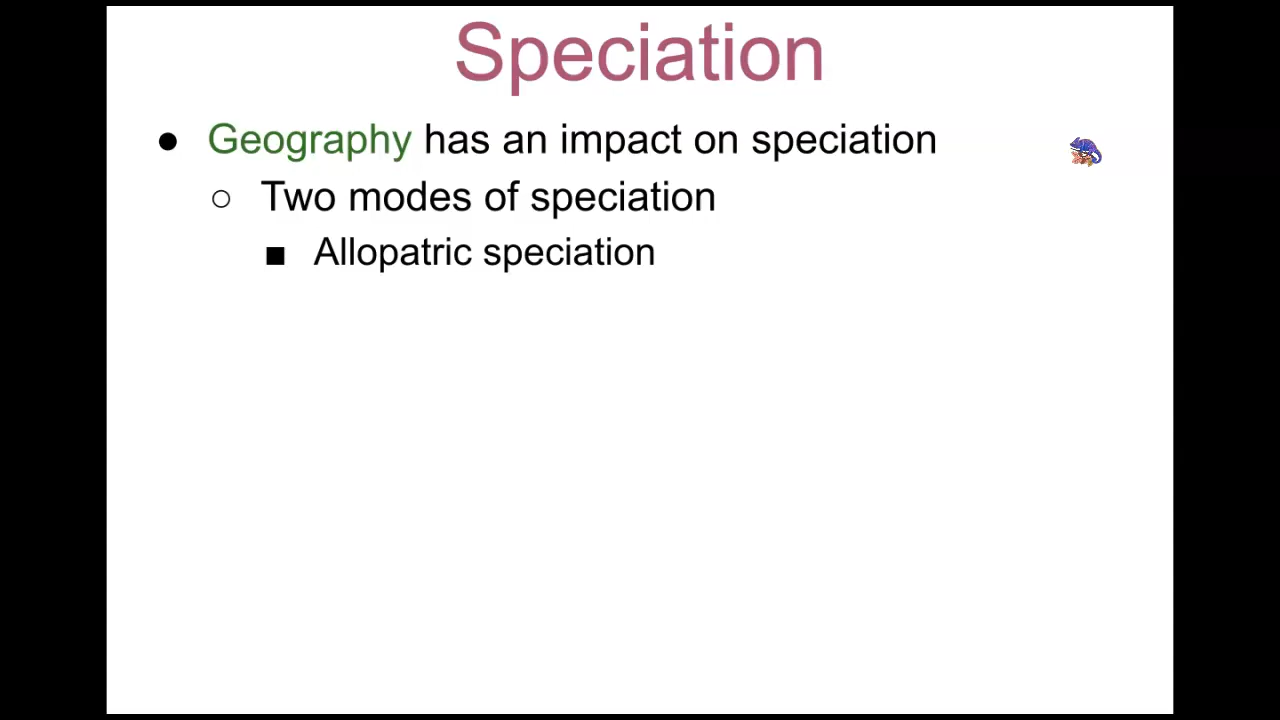 Speciation
● Geography has an impact on speciation
○ Two modes of speciation
■ Allopatric speciation